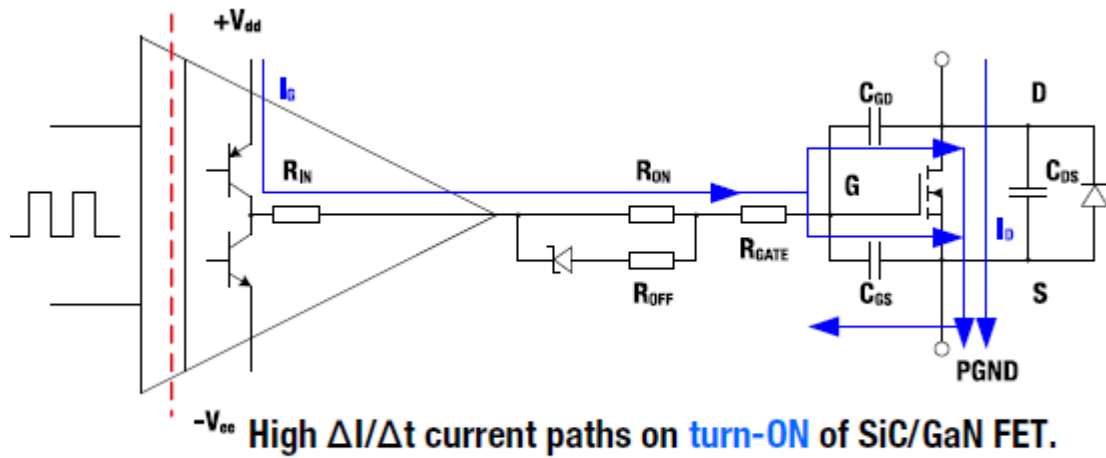 +Vdd
IG
CGD
D
RIN
RON
G
CDS
ID
RGATE
ROFF
CGS
S
PGND
-Vee
High ΔI/Δt current paths on turn-ON of SiC/GaN FET.